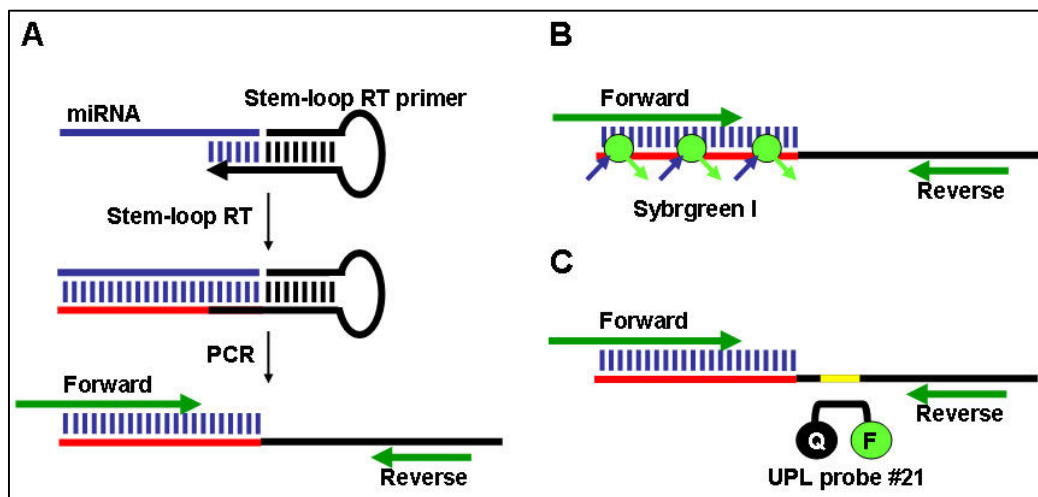 A
Stem-loop RT primer
miRNA
Stem-loop RT
PCR
Forward
Reverse
B
Forward
Sybrgreen I
Reverse
C
Forward
Reverse
Q
F
UPL probe #21